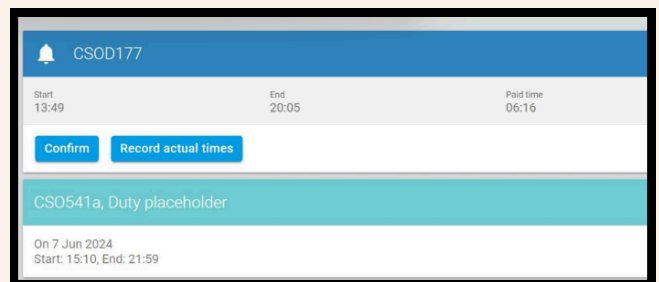 CSOD177
Start End Paid time
13:49 20:05 06:16
Confirm Record actual times
CSO541a, Duty placeholder
On 7 Jun 2024
Start: 15:10, End: 21:59